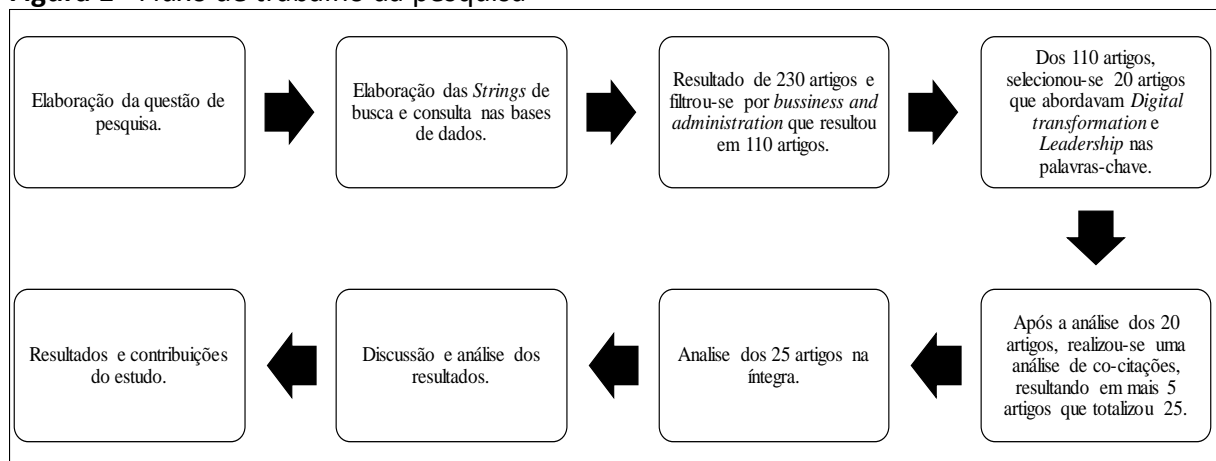 Fluxo de trabalho da pesquisa
Elaboração da questão de
pesquisa.
Elaboração das Strings de
busca e consulta nas bases
de dados.
Resultado de 230 artigos e
filtrou-se por bussiness and
administration que resultou
em 110 artigos.
Dos 110 artigos,
selecionou-se 20 artigos
que abordavam Digital
transformation e
Leadership nas
palavras-chave.
Após a análise dos 20
artigos, realizou-se uma
análise de co-citações,
resultando em mais 5
artigos que totalizou 25.
Analise dos 25 artigos na
íntegra.
Discussão e análise dos
resultados.
Resultados e contribuições
do estudo.